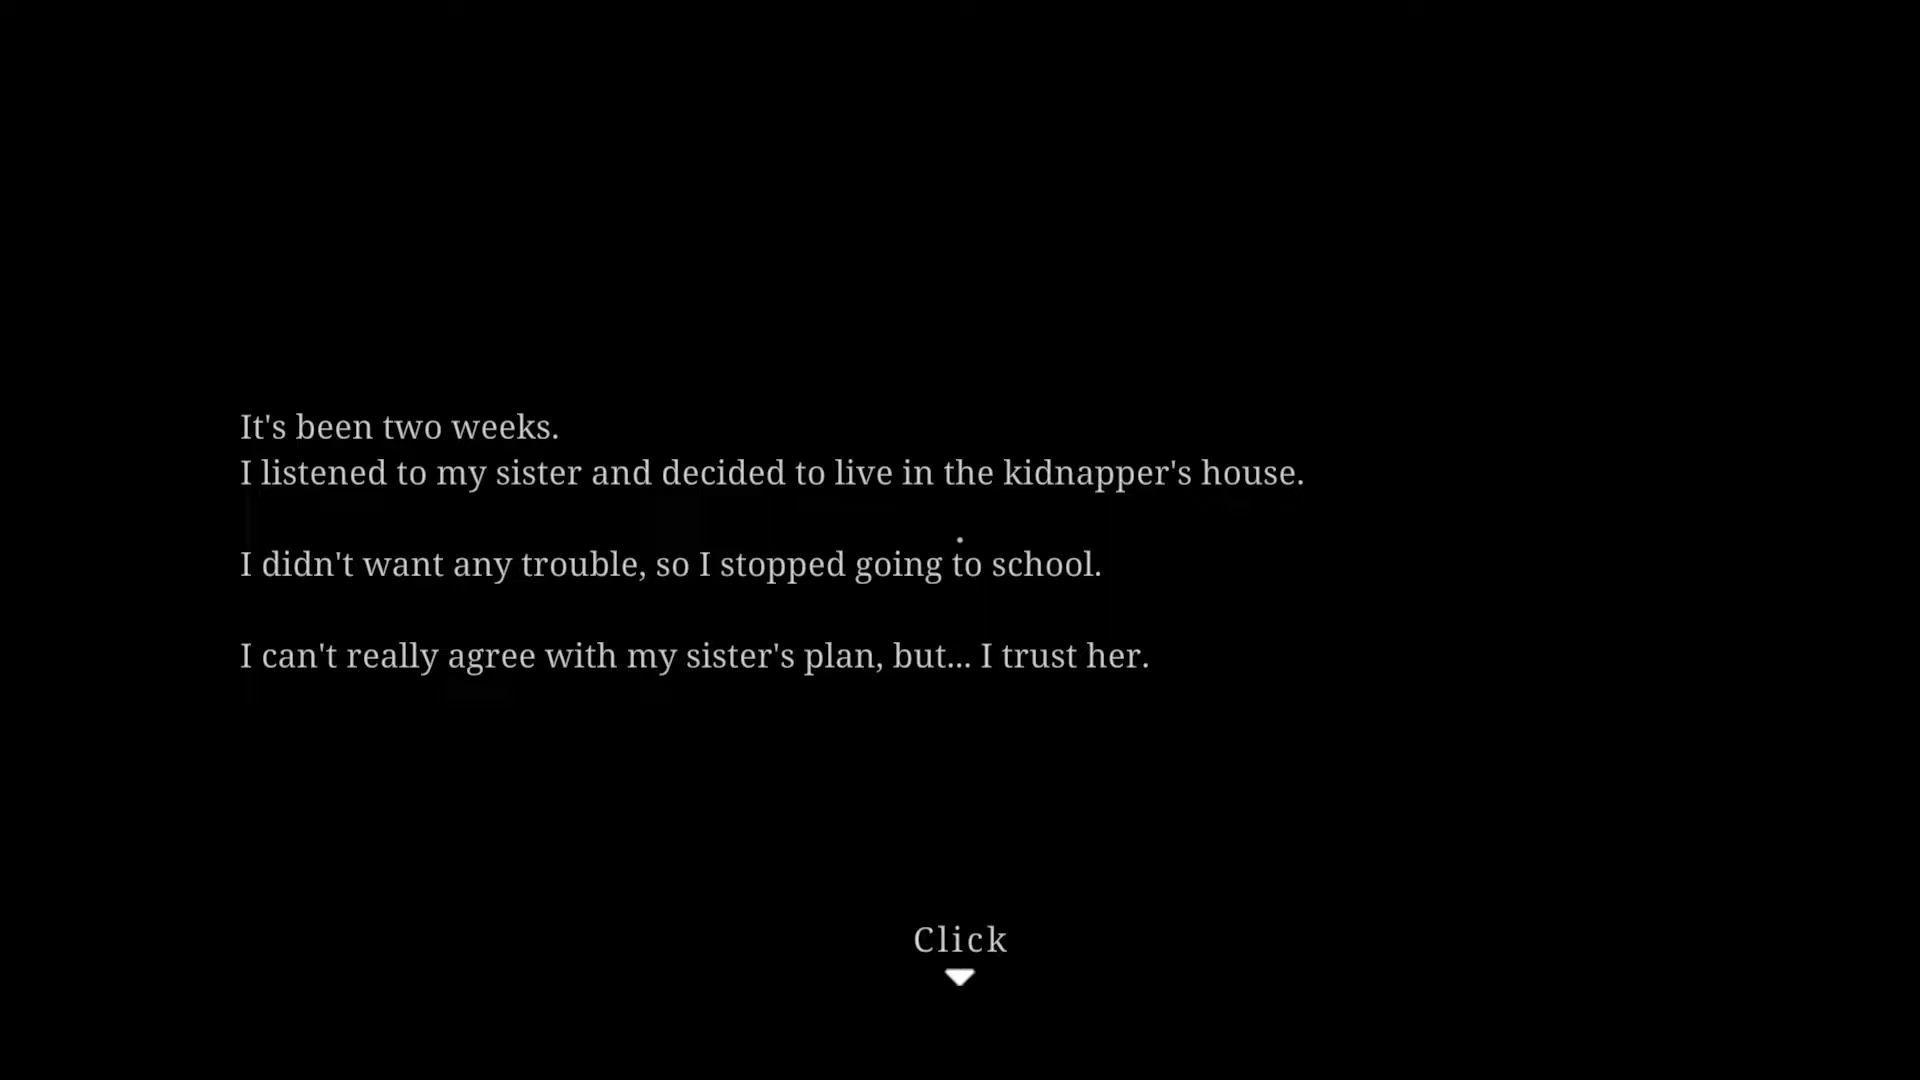 It's been two weeks.
I listened to my sister and decided to live in the kidnapper's house.
I didn't want any trouble, so I stopped going to school.
I can't really agree with my sister's plan, but... I trust her.
Click